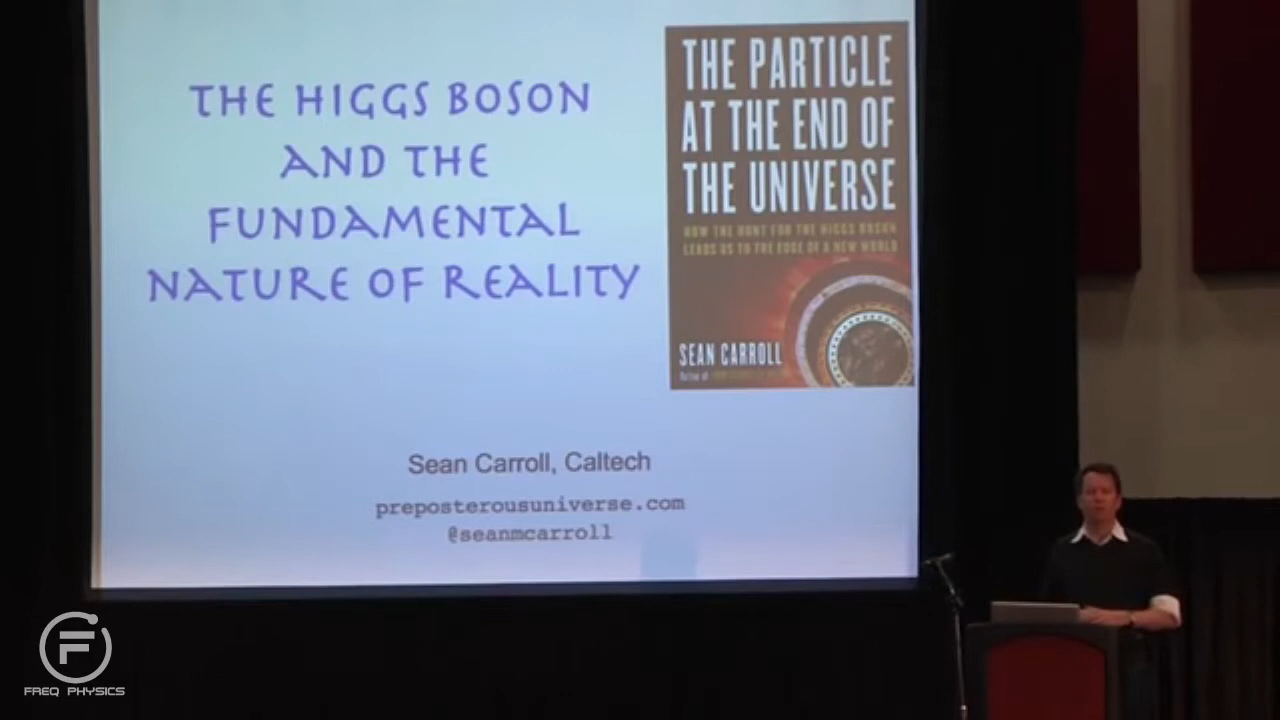 THE HIGGS BOSON
AND THE
FUNDAMENTAL
NATURE OF REALITY
THE PARTICLE
AT THE END OF
THE UNIVERSE
HOW THE HUNT FOR THE HIGGS BOSON
LEADS US TO THE EDGE OF A NEW WORLD
SEAN CARROLL
Sean Carroll, Caltech
preposterousuniverse.com
@seanmcarroll
F
FREQ PHYSICS